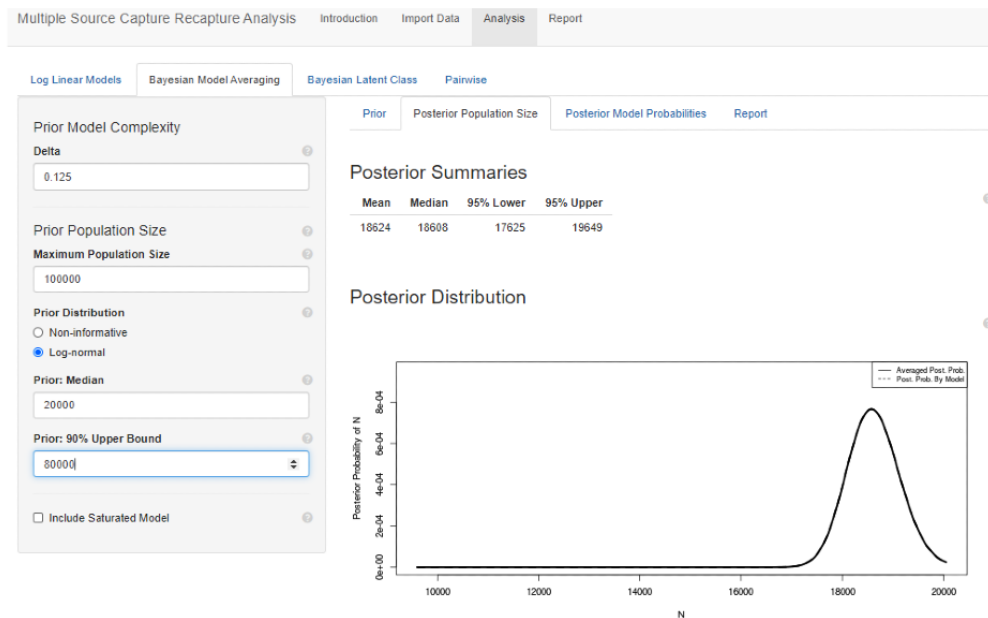 Multiple Source Capture Recapture Analysis Introduction Import Data Analysis Report
Log Linear Models Bayesian Model Averaging Bayesian Latent Class Pairwise
Prior Model Complexity
Delta
0.125
Prior Population Size
Maximum Population Size
100000
Prior Distribution
Non-informative
Log-normal
Prior: Median
20000
Prior: 90% Upper Bound
80000
Include Saturated Model
Prior Posterior Population Size Posterior Model Probabilities Report
Posterior Summaries
Mean Median 95% Lower 95% Upper
18624 18608 17625 19649
Posterior Distribution
Averaged Post. Prob.
Post. Prob. By Model
Posterior Probability of N
8e-04
6e-04
4e-04
2e-04
0e+00
10000 12000 14000 16000 18000 20000
N